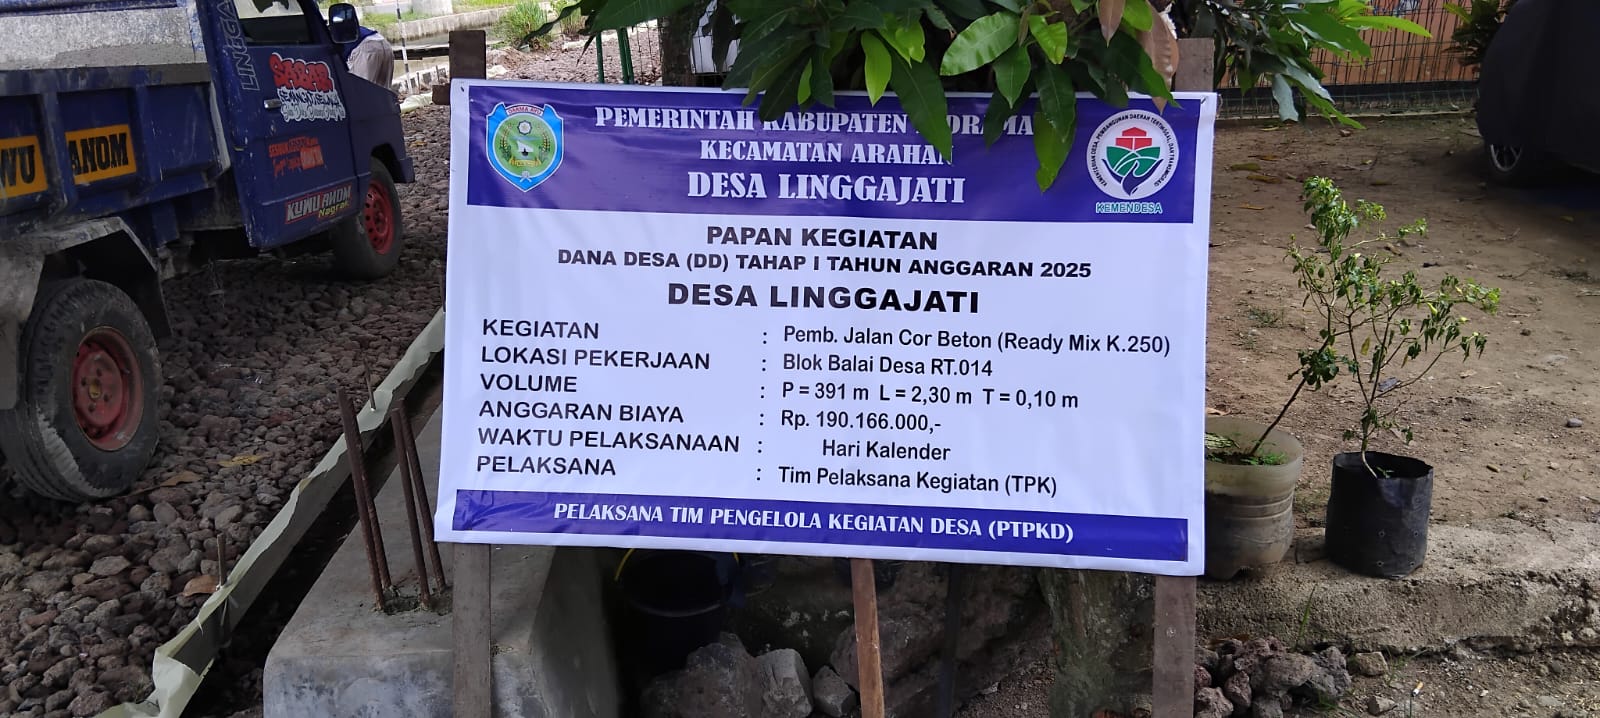 PEMERINTAH KABUPATEN
KECAMATAN ARAHAN
DESA LINGGAJATI
KEMENDESA
PAPAN KEGIATAN
DANA DESA (DD) TAHAP I TAHUN ANGGARAN 2025
DESA LINGGAJATI
KEGIATAN : Pemb. Jalan Cor Beton (Ready Mix K.250)
LOKASI PEKERJAAN : Blok Balai Desa RT.014
VOLUME : P = 391 m L = 2,30 m T = 0,10 m
ANGGARAN BIAYA : Rp. 190.166.000,-
WAKTU PELAKSANAAN : Hari Kalender
PELAKSANA : Tim Pelaksana Kegiatan (TPK)
PELAKSANA TIM PENGELOLA KEGIATAN DESA (PTPKD)
SABAR
KUWU ANOM